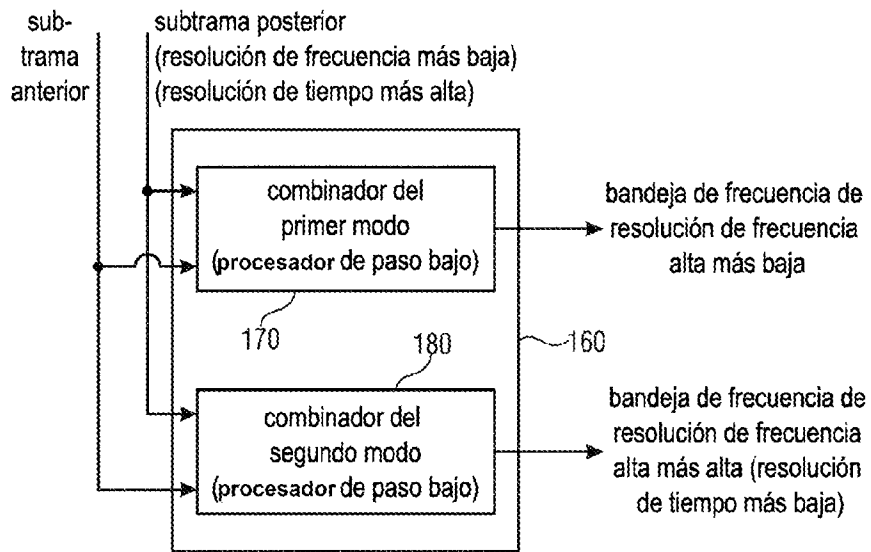 sub-
trama
anterior
subtrama posterior
(resolución de frecuencia más baja)
(resolución de tiempo más alta)
combinador del
primer modo
(procesador de paso bajo)
bandeja de frecuencia de
resolución de frecuencia
alta más baja
170
180
160
combinador del
segundo modo
(procesador de paso bajo)
bandeja de frecuencia de
resolución de frecuencia
alta más alta (resolución
de tiempo más baja)